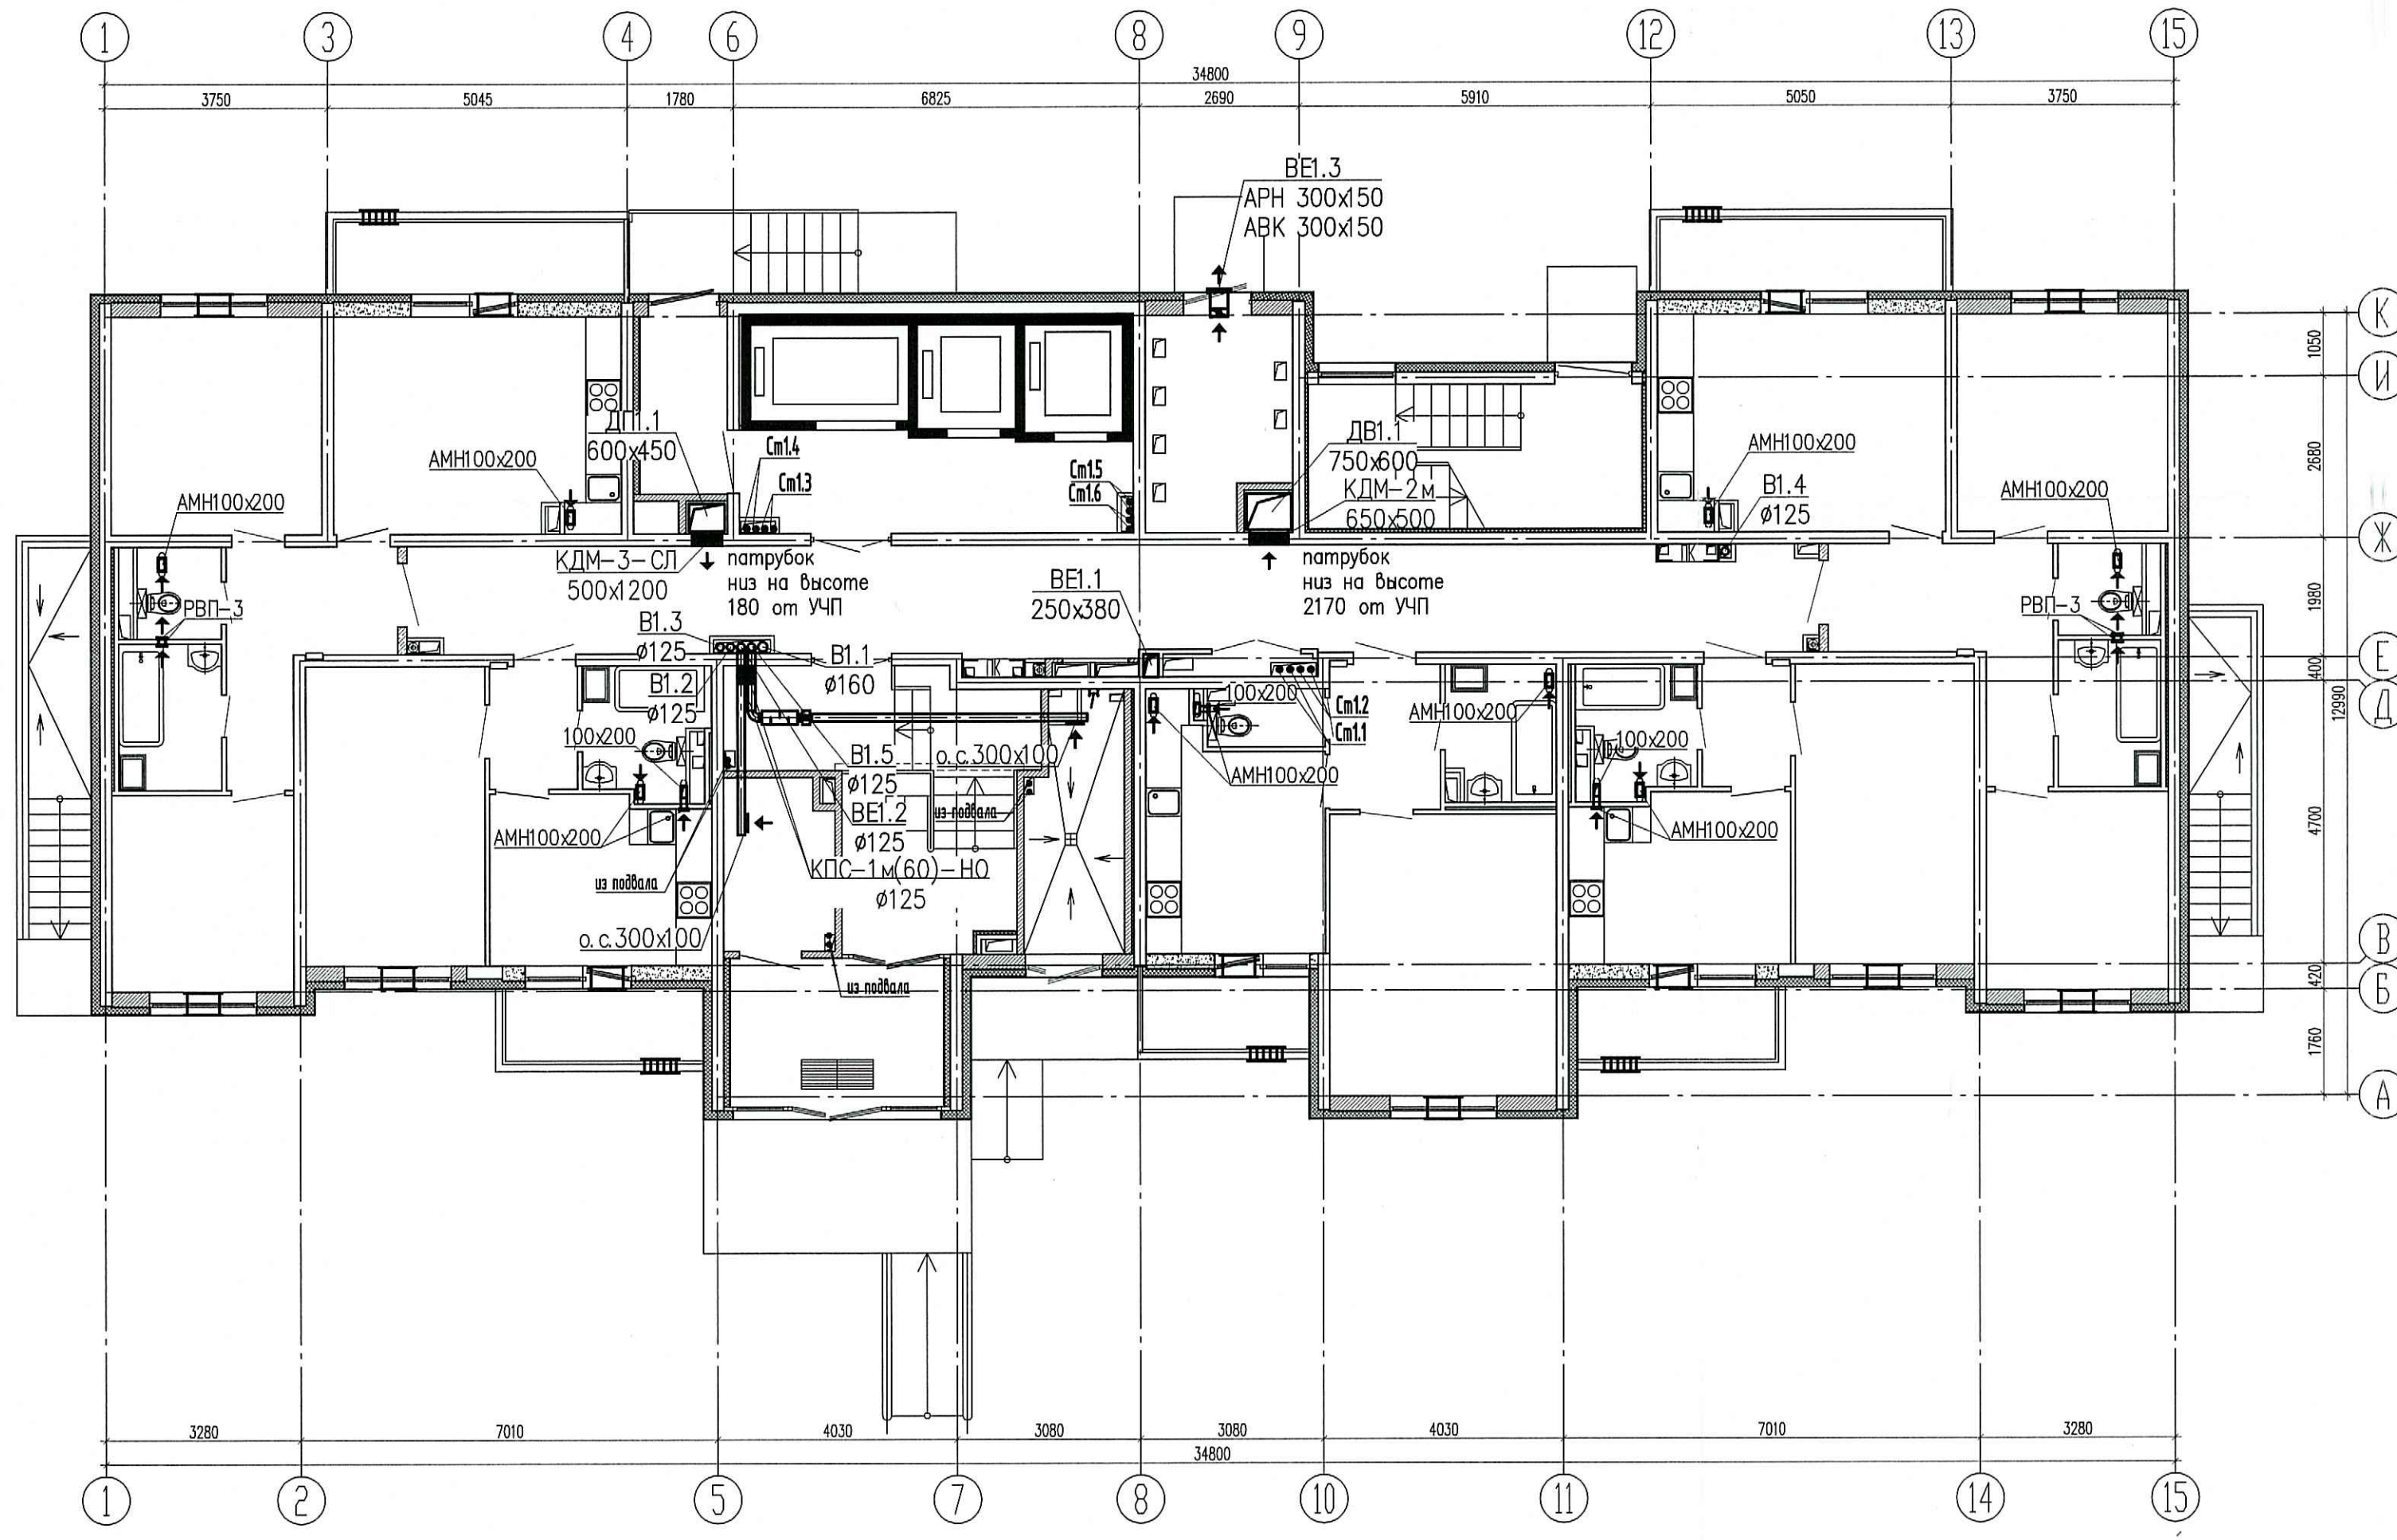 1 3 4 6 8 9 12 13 15
34800
3750 5045 1780 6825 2690 5910 5050 3750
ВЕ1.3
АРН 300х150
АВК 300х150
К
1050
И
.1
600х450
Ст1.4
Ст1.3
Ст1.5
Ст1.6
ДВ1.1
750х600
КДМ-2м
650х500
2680
АМН100х200
АМН100х200
АМН100х200
В1.4
ø125
АМН100х200
Ж
КДМ-3-СЛ
500х1200
патрубок
низ на высоте
180 от УЧП
ВЕ1.1
250х380
патрубок
низ на высоте
2170 от УЧП
К
1980
РВП-3
РВП-3
В1.3
ø125
В1.1
ø160
К
Е
400
12990
В1.2
ø125
100х200
Ст1.2
Ст1.1
АМН100х200
Д
100х200
В1.5
ø125
о.с.300х100
АМН100х200
100х200
ВЕ1.2
ø125
из подвала
АМН100х200
АМН100х200
4700
КПС-1м(60)-НО
ø125
из подвала
о.с.300х100
В
из подвала
420
Б
1760
А
3280 7010 4030 3080 3080 4030 7010 3280
34800
1 2 5 7 8 10 11 14 15